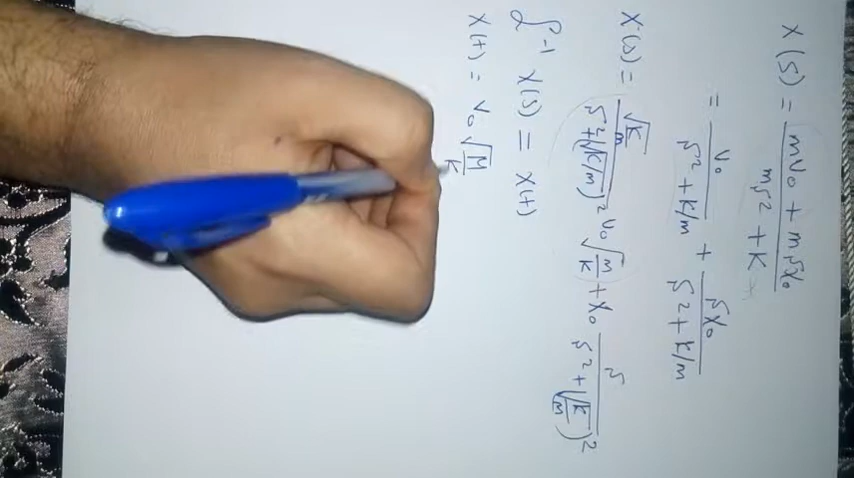 X(s) = mv₀ + msx₀ / ms² + k
= v₀ / s² + k/m + sx₀ / s² + k/m
X(s) = √k/m / s² + (√k/m)² v₀ √m/k + x₀ s / s² + (√k/m)²
ℒ⁻¹ X(s) = x(t)
x(t) = v₀ √M/k